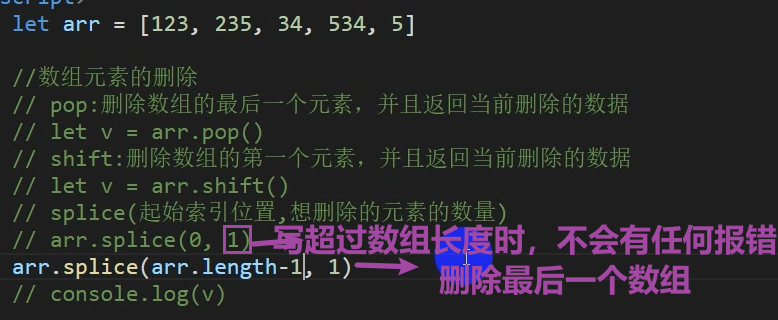 script>
let arr = [123, 235, 34, 534, 5]
//数组元素的删除
// pop:删除数组的最后一个元素，并且返回当前删除的数据
// let v = arr.pop()
// shift:删除数组的第一个元素，并且返回当前删除的数据
// let v = arr.shift()
// splice(起始索引位置,想删除的元素的数量)
// arr.splice(0, 1) 写超过数组长度时，不会有任何报错
arr.splice(arr.length-1, 1) 删除最后一个数组
// console.log(v)